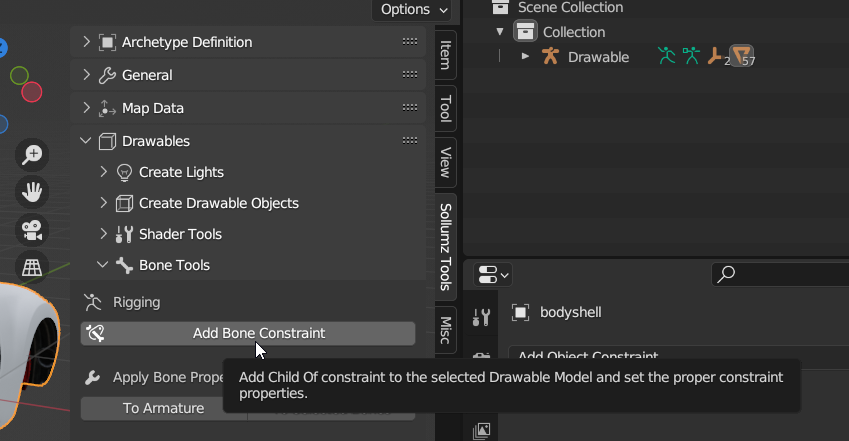 Options
Scene Collection
Collection
Drawable
2
57
Archetype Definition
General
Map Data
Drawables
Create Lights
Create Drawable Objects
Shader Tools
Bone Tools
Rigging
Add Bone Constraint
Apply Bone Prope
To Armature
Item
Tool
View
Sollumz Tools
Misc
bodyshell
Add Object Constraint
Add Child Of constraint to the selected Drawable Model and set the proper constraint
properties.